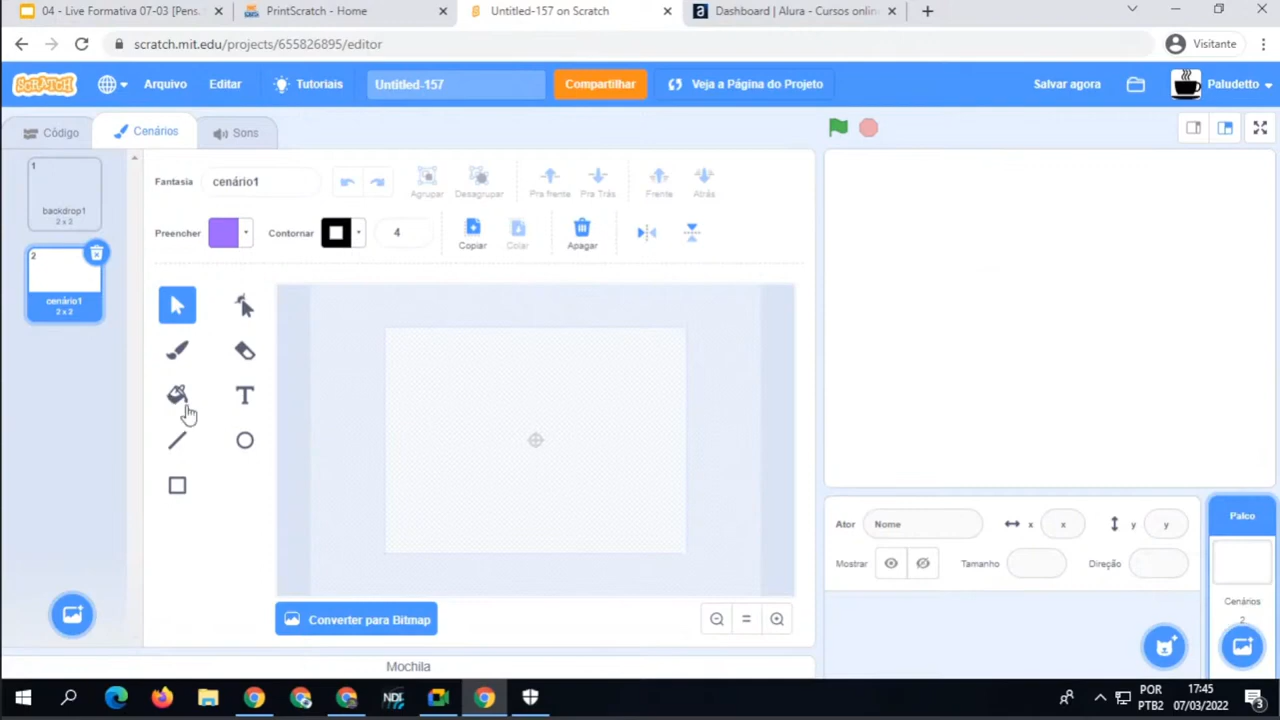 04 - Live Formativa 07-03 [Pens.
PrintScratch - Home
Untitled-157 on Scratch
a Dashboard | Alura - Cursos onlin
scratch.mit.edu/projects/655826895/editor
Visitante
SCRATCH
Arquivo
Editar
Tutoriais
Untitled-157
Compartilhar
Veja a Página do Projeto
Salvar agora
Paludetto
Código
Cenários
Sons
1
backdrop1
2 x 2
2
cenário1
2 x 2
Fantasia
cenário1
Agrupar
Desagrupar
Pra frente
Pra Trás
Frente
Atrás
Preencher
Contornar
4
Copiar
Colar
Apagar
T
Converter para Bitmap
Mochila
Ator
Nome
x
x
y
y
Mostrar
Tamanho
Direção
Palco
Cenários
2
NDI
POR
PTB2
17:45
07/03/2022
3